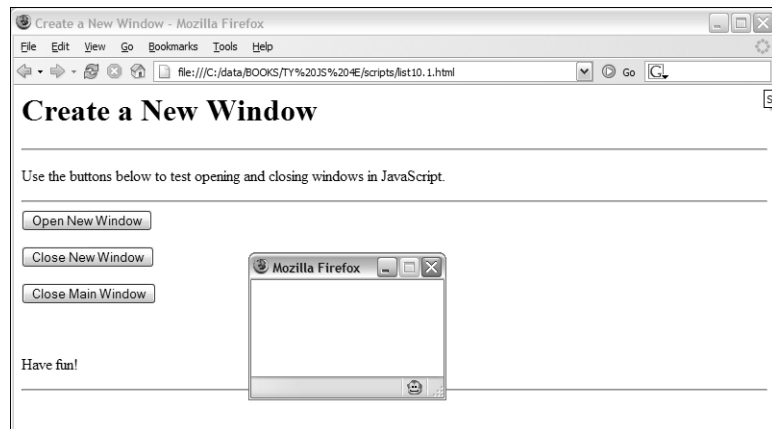 Create a New Window - Mozilla Firefox
File Edit View Go Bookmarks Tools Help
file:///C:/data/BOOKS/TY%20JS%204E/scripts/list10.1.html Go G
Create a New Window
Use the buttons below to test opening and closing windows in JavaScript.
Open New Window
Close New Window
Close Main Window
Mozilla Firefox
Have fun!